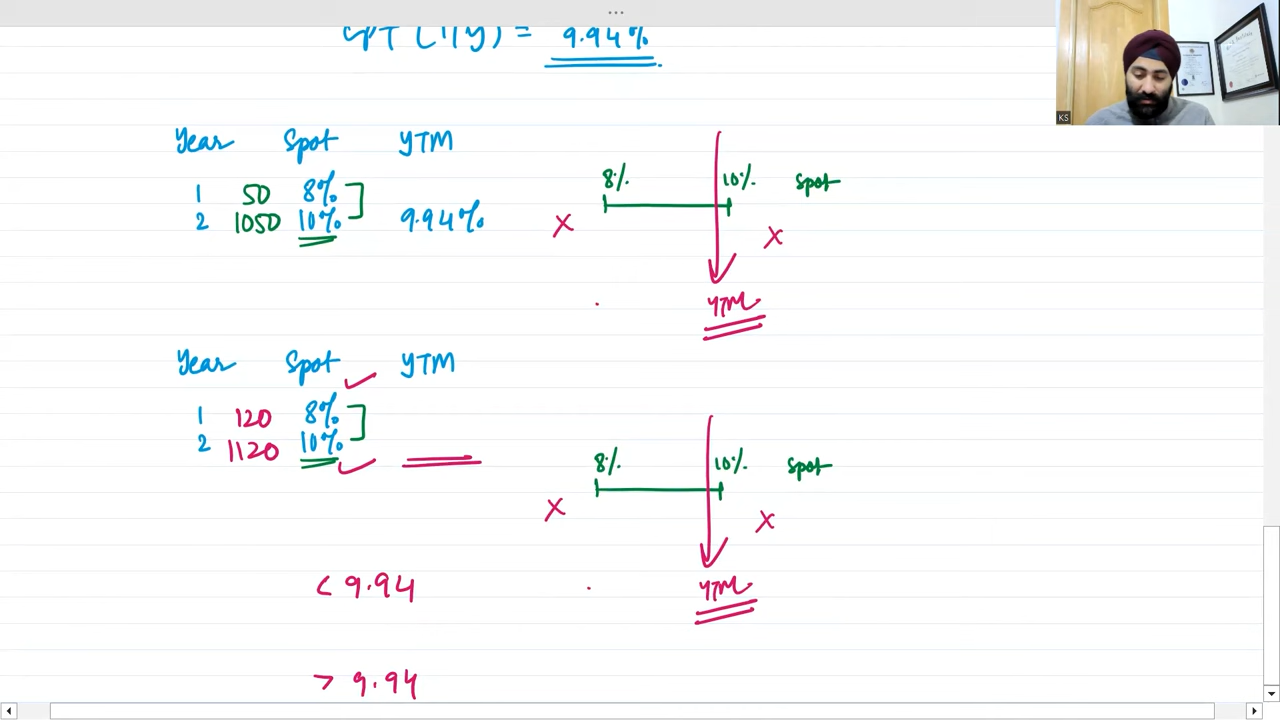 CPT (I/Y) = 9.94%
Year Spot YTM
1 50 8%
2 1050 10% 9.94%
8% 10% Spot
X X
YTM
Year Spot YTM
1 120 8%
2 1120 10%
8% 10% Spot
X X
YTM
< 9.94
> 9.94
KS